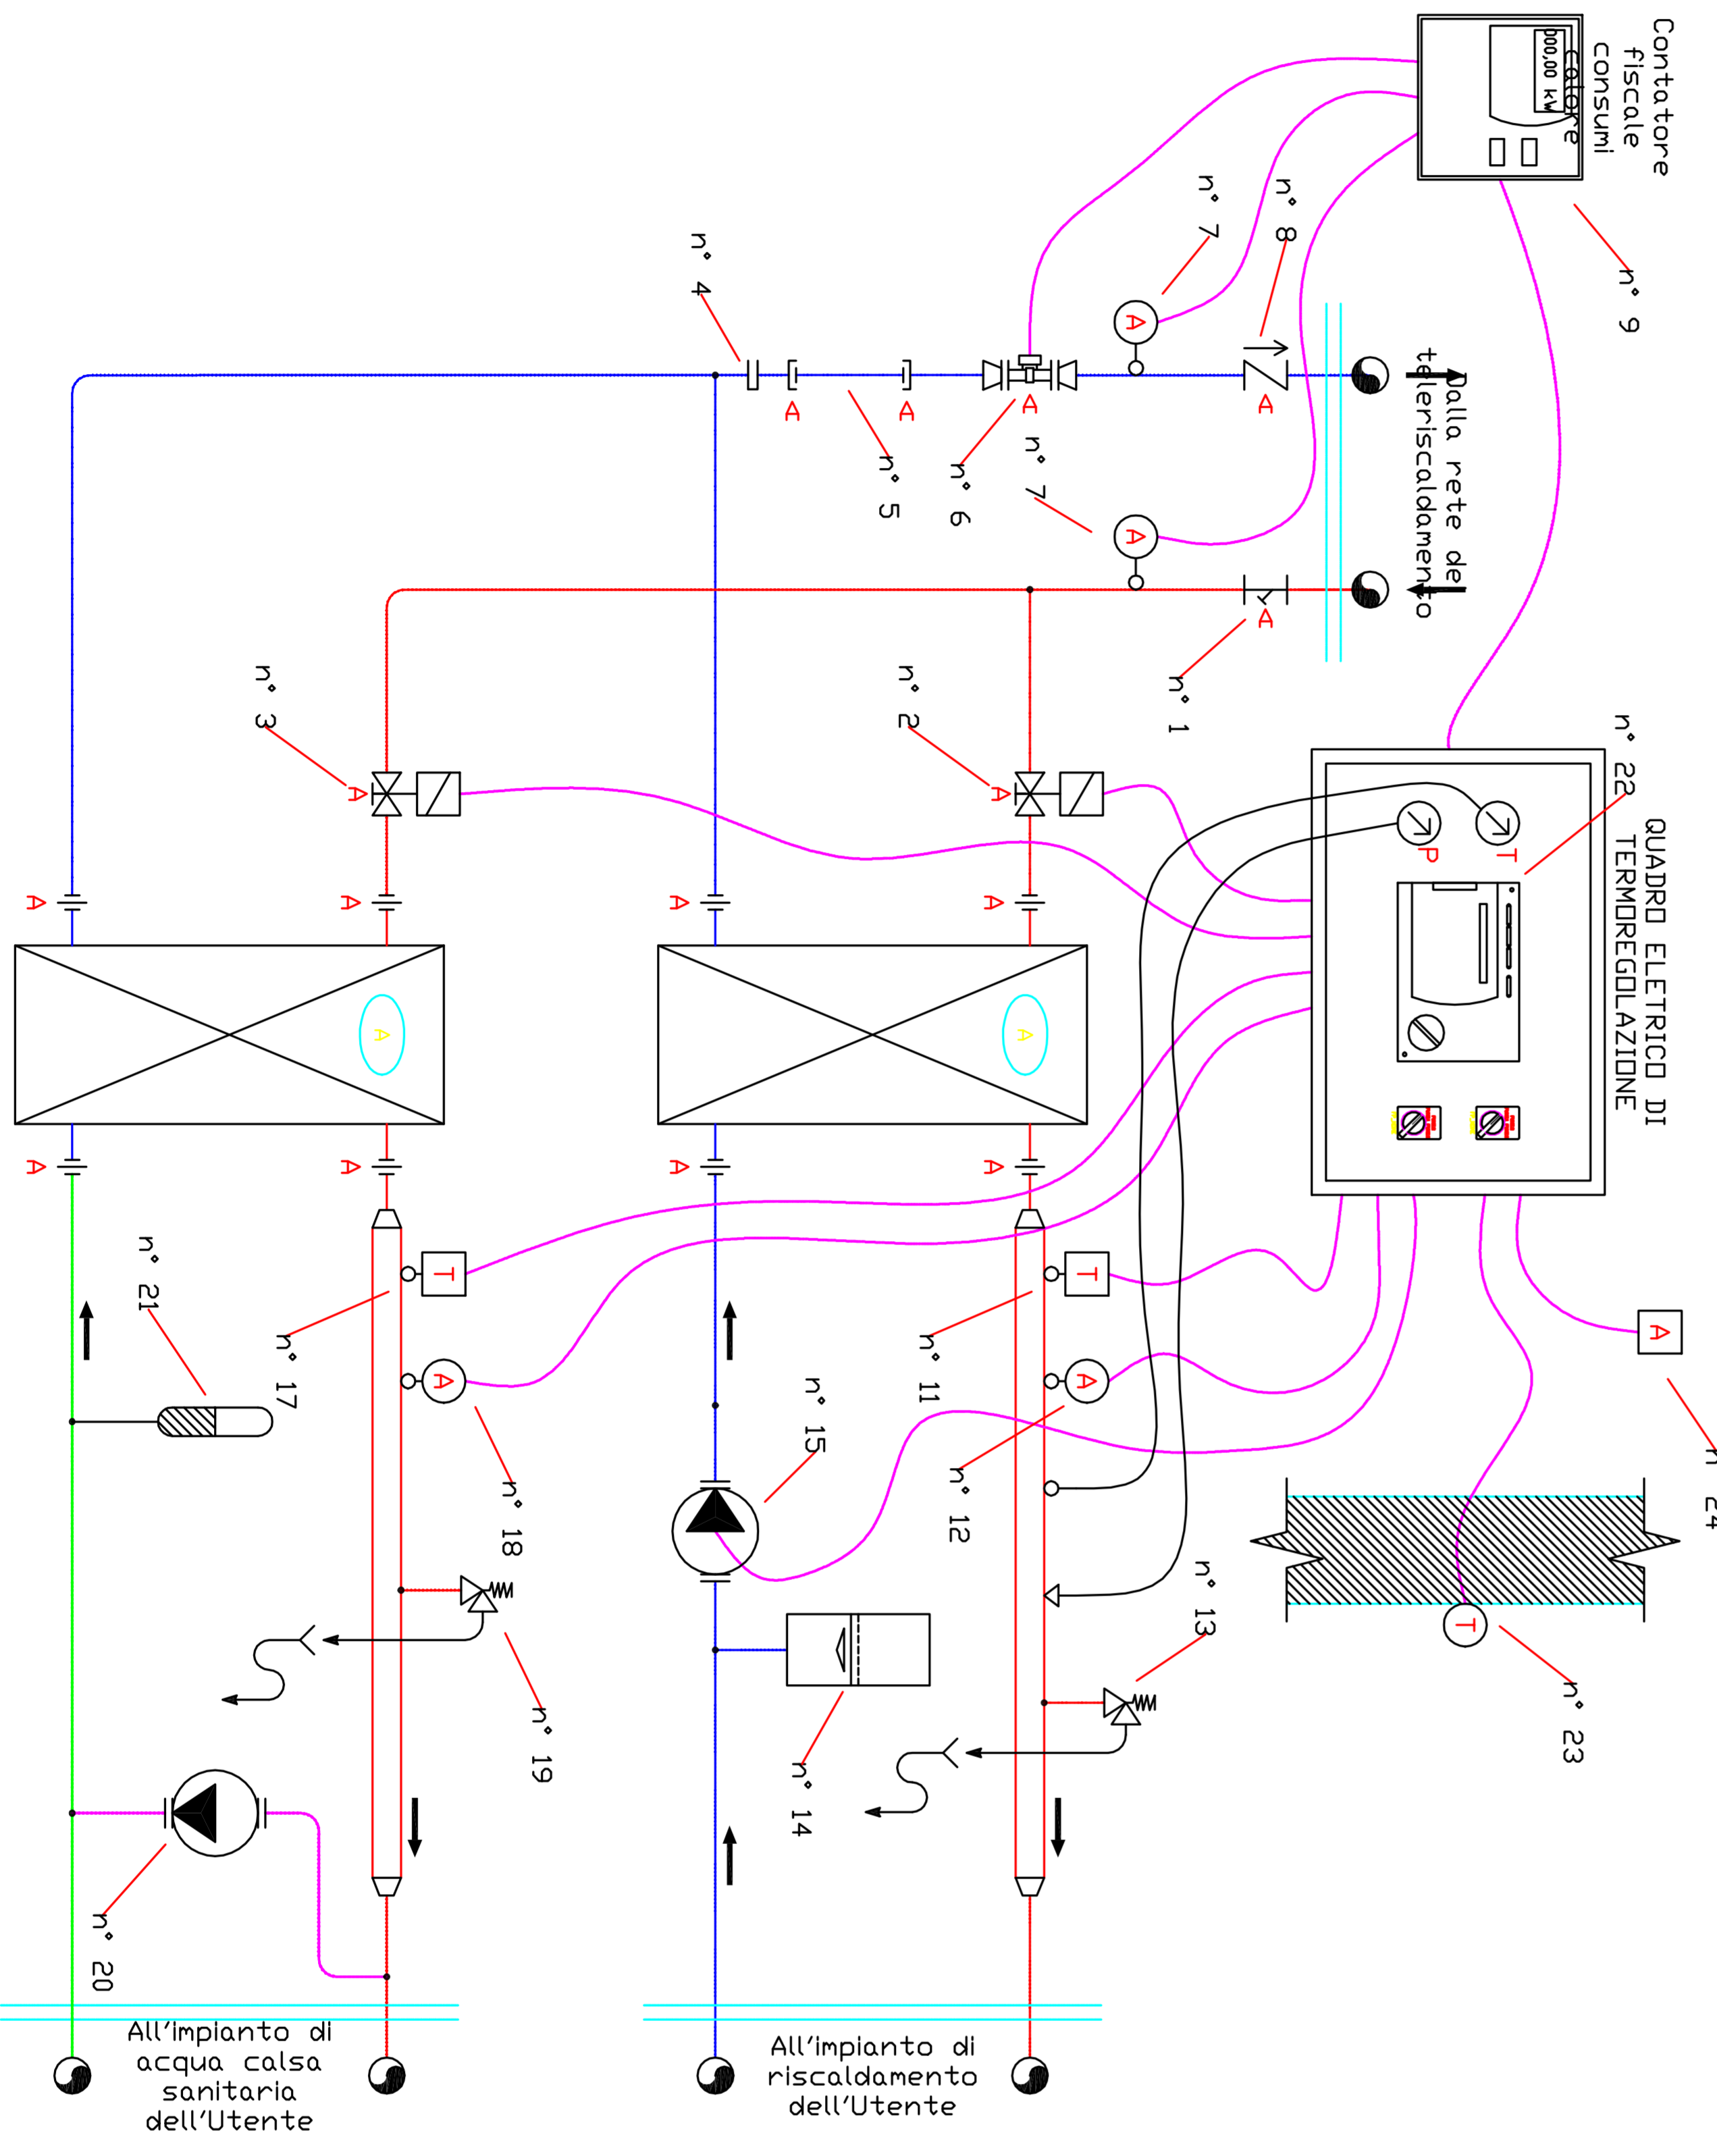 Contatore
fiscale
consumi
calore
000,00 kW
n° 9
n° 7
n° 8
n° 4
A
A
A
A
A
n° 5
n° 6
n° 7
A
A
n° 1
Dalla rete del
teleriscaldamento
n° 3
n° 2
A
A
n° 22
QUADRO ELETRICO DI
TERMOREGOLAZIONE
T
P
A
A
A
A
A
A
A
A
A
A
T
T
A
A
A
n° 24
n° 21
n° 17
n° 11
n° 15
n° 18
n° 12
n° 13
T
n° 23
n° 19
n° 14
n° 20
All'impianto di
acqua calsa
sanitaria
dell'Utente
All'impianto di
riscaldamento
dell'Utente